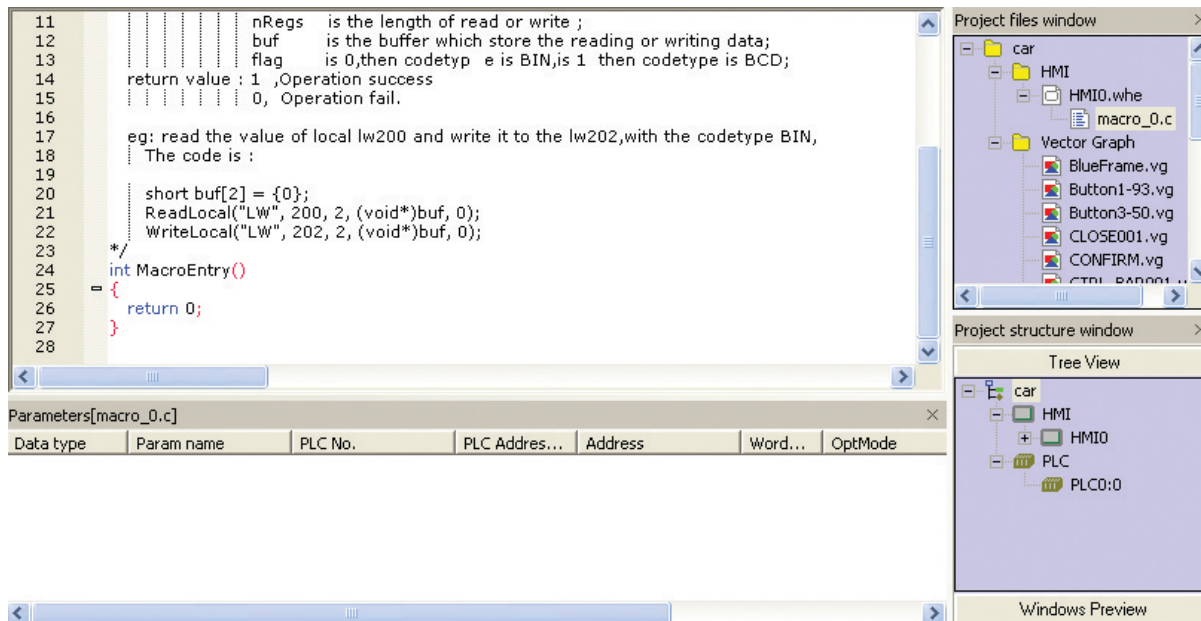 11 nRegs is the length of read or write ;
12 buf is the buffer which store the reading or writing data;
13 flag is 0,then codetyp e is BIN,is 1 then codetype is BCD;
14 return value : 1 ,Operation success
15 0, Operation fail.
16
17 eg: read the value of local lw200 and write it to the lw202,with the codetype BIN,
18 The code is :
19
20 short buf[2] = {0};
21 ReadLocal("LW", 200, 2, (void*)buf, 0);
22 WriteLocal("LW", 202, 2, (void*)buf, 0);
23 */
24 int MacroEntry()
25 {
26 return 0;
27 }
28
Parameters[macro_0.c]
Data type Param name PLC No. PLC Addres... Address Word... OptMode
Project files window
car
HMI
HMI0.whe
macro_0.c
Vector Graph
BlueFrame.vg
Button1-93.vg
Button3-50.vg
CLOSE001.vg
CONFIRM.vg
Project structure window
Tree View
car
HMI
HMI0
PLC
PLC0:0
Windows Preview